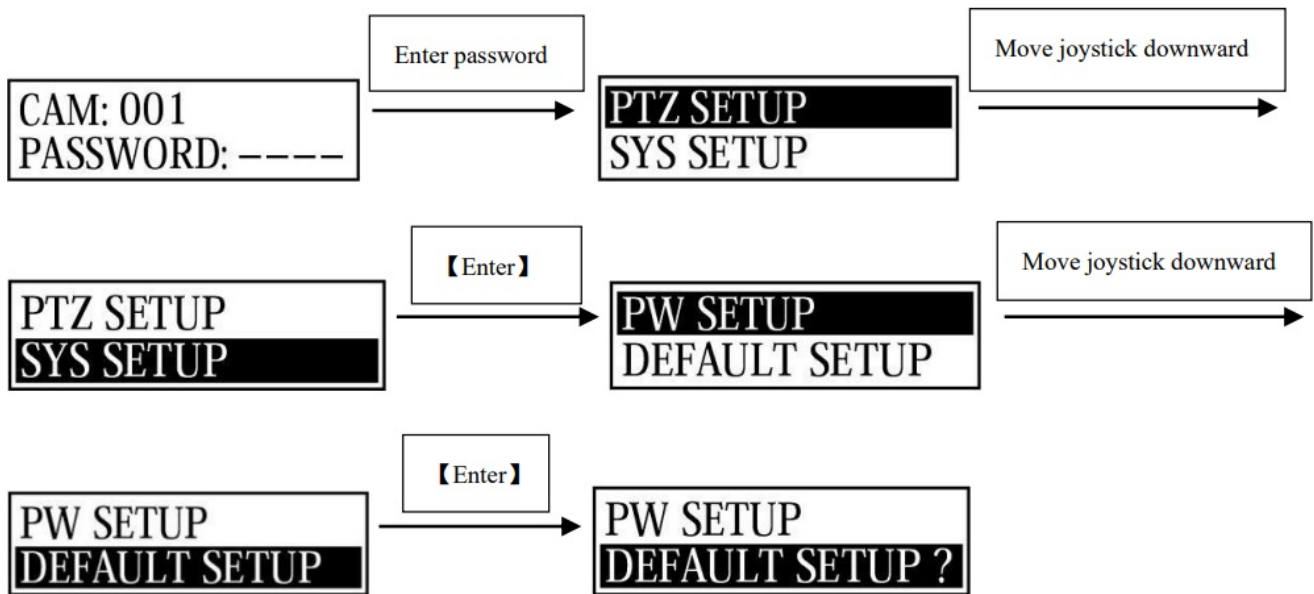 Enter password
Move joystick downward
CAM: 001
PASSWORD: ----
PTZ SETUP
SYS SETUP
【Enter】
Move joystick downward
PTZ SETUP
SYS SETUP
PW SETUP
DEFAULT SETUP
【Enter】
PW SETUP
DEFAULT SETUP
PW SETUP
DEFAULT SETUP ?